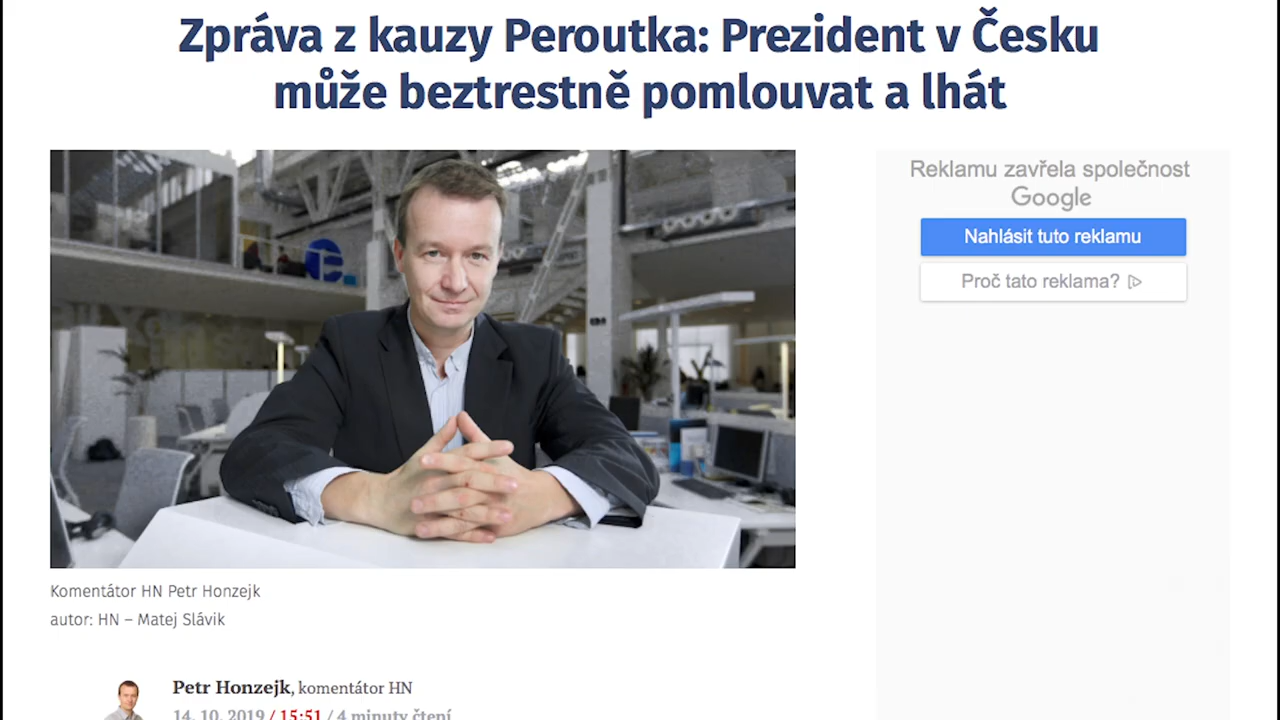 Zpráva z kauzy Peroutka: Prezident v Česku
může beztrestně pomlouvat a lhát
Reklamu zavřela společnost
Google
Nahlásit tuto reklamu
Proč tato reklama?
Komentátor HN Petr Honzejk
autor: HN – Matej Slávik
Petr Honzejk, komentátor HN
14. 10. 2019 / 15:51 / 4 minuty čtení